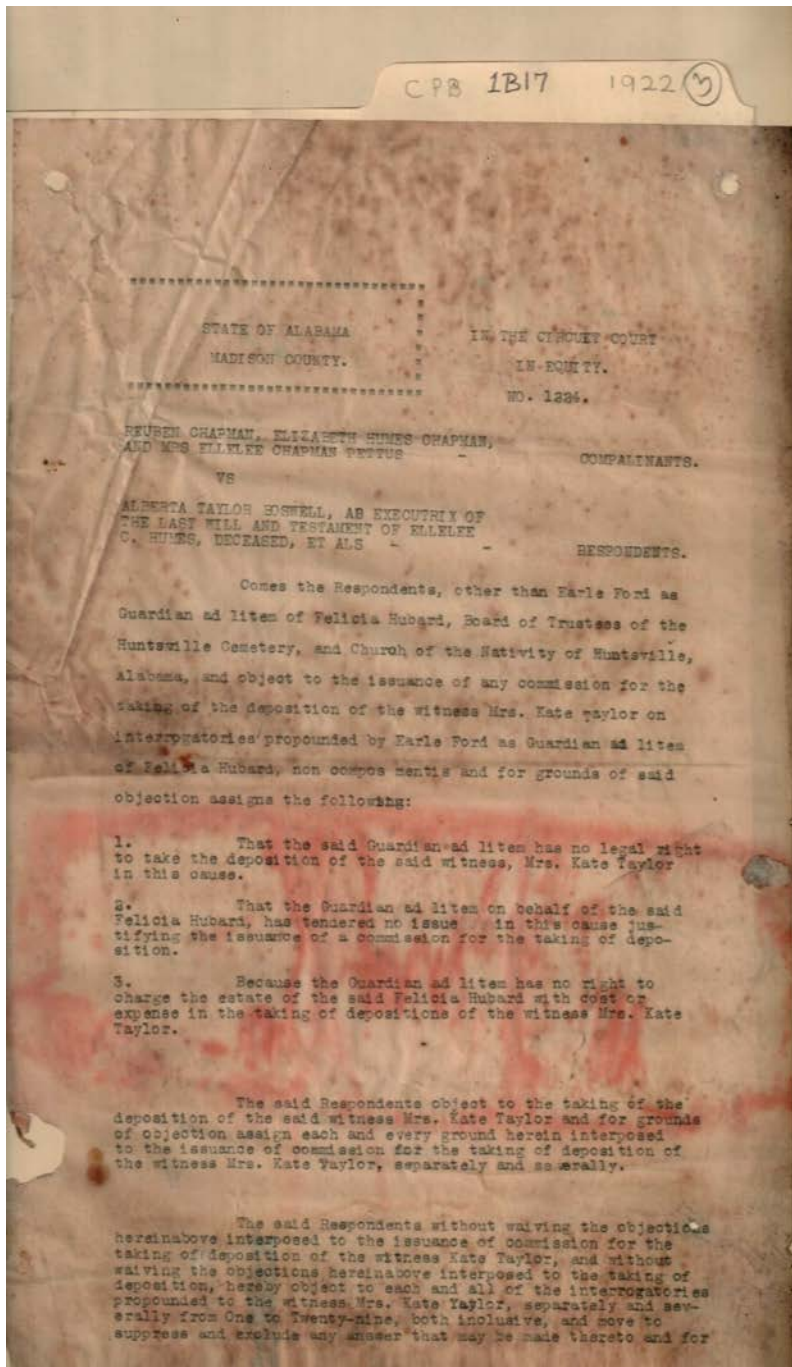 CPB 1B17 1922 3
STATE OF ALABAMA
MADISON COUNTY.
IN THE CIRCUIT COURT
IN EQUITY.
NO. 1224.
REUBEN CHAPMAN, ELIZABETH HUMES CHAPMAN,
AND MRS ELLELEE CHAPMAN PETTUS -
COMPALINANTS.
VS
ALBERTA TAYLOR BOSWELL, AB EXECUTRIX OF
THE LAST WILL AND TESTAMENT OF ELLELEE
C. HUMES, DECEASED, ET ALS - -
RESPONDENTS.
Comes the Respondents, other than Earle Ford as
Guardian ad litem of Felicia Hubard, Board of Trustees of the
Huntsville Cemetery, and Church of the Nativity of Huntsville,
Alabama, and object to the issuance of any commission for the
taking of the deposition of the witness Mrs. Kate Taylor on
interrogatories propounded by Earle Ford as Guardian ad litem
of Felicia Hubard, non compos mentis and for grounds of said
objection assigns the following:
1. That the said Guardian ad litem has no legal right
to take the deposition of the said witness, Mrs. Kate Taylor
in this cause.
2. That the Guardian ad litem on behalf of the said
Felicia Hubard, has tendered no issue in this cause jus-
tifying the issuance of a commission for the taking of depo-
sition.
3. Because the Guardian ad litem has no right to
charge the estate of the said Felicia Hubard with cost or
expense in the taking of depositions of the witness Mrs. Kate
Taylor.
The said Respondents object to the taking of the
deposition of the said witness Mrs. Kate Taylor and for grounds
of objection assign each and every ground herein interposed
to the issuance of commission for the taking of deposition of
the witness Mrs. Kate Taylor, separately and severally.
The said Respondents without waiving the objections
hereinabove interposed to the issuance of commission for the
taking of deposition of the witness Kate Taylor, and without
waiving the objections hereinabove interposed to the taking of
deposition, hereby object to each and all of the interrogatories
propounded to the witness Mrs. Kate Yaylor, separately and sev-
erally from One to Twenty-nine, both inclusive, and move to
suppress and exclude any answer that may be made thereto and for